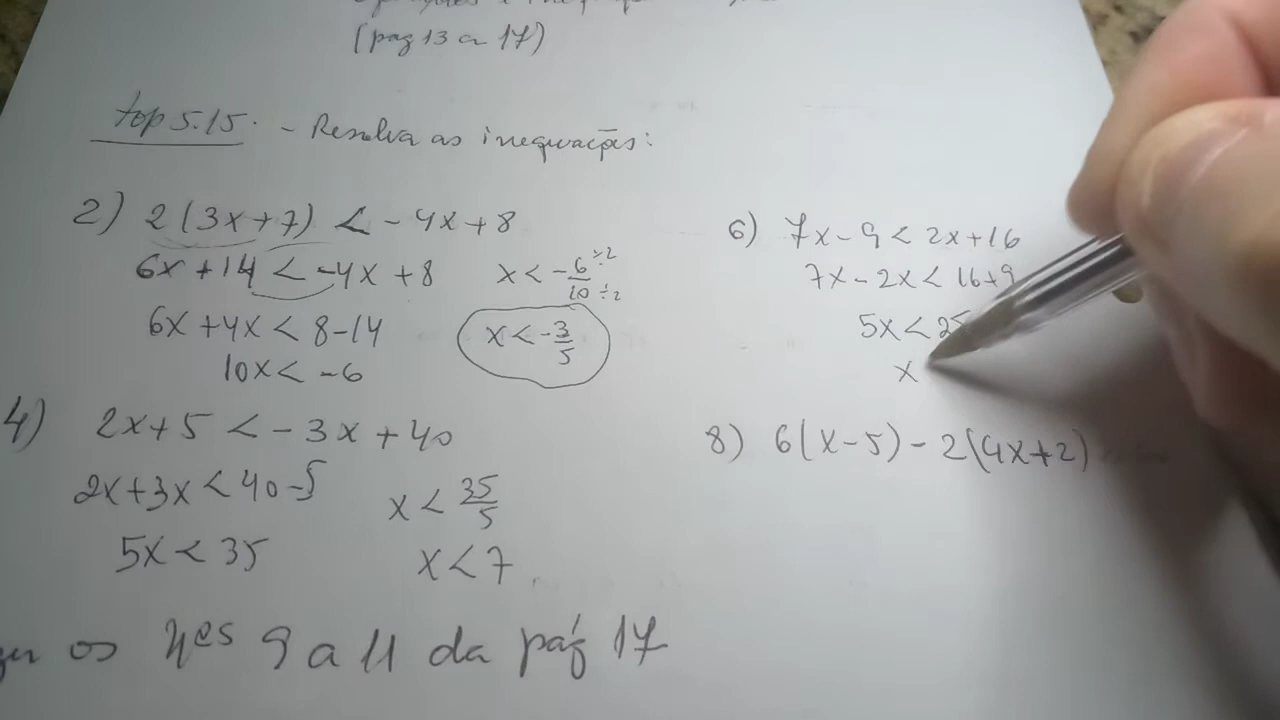 (pag 13 a 17)
top 5.15. - Resolva as inequações:
2) 2(3x+7) < -4x+8
6x+14 < -4x+8
6x+4x < 8-14
10x < -6
x < -6/10 ÷2 ÷2
x < -3/5
4) 2x+5 < -3x+40
2x+3x < 40-5
5x < 35
x < 35/5
x < 7
6) 7x-9 < 2x+16
7x-2x < 16+9
5x < 25
x
8) 6(x-5)-2(4x+2)
os nºs 9 a 11 da pág 17